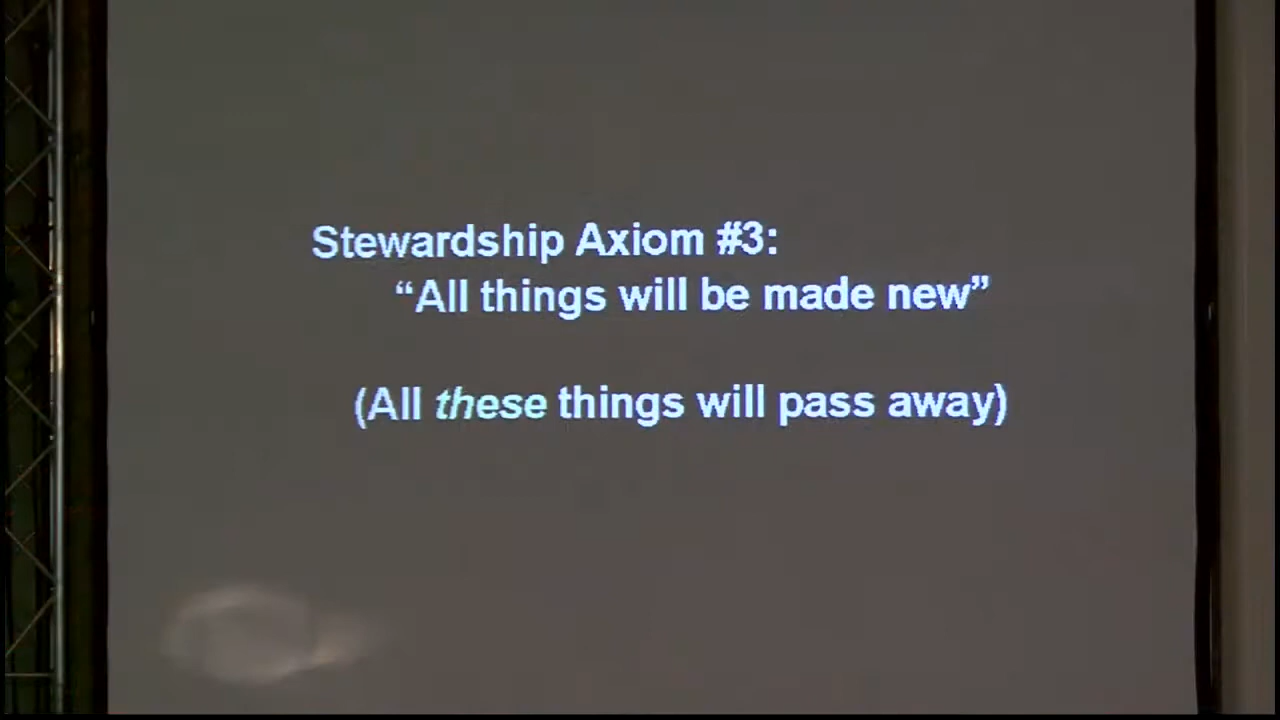 Stewardship Axiom #3:
“All things will be made new”
(All these things will pass away)